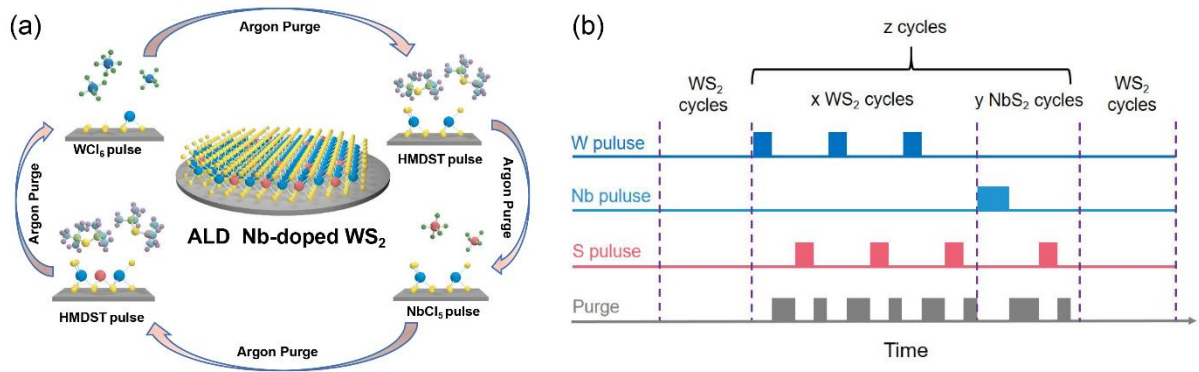 (a)
Argon Purge
WCl6 pulse
HMDST pulse
Argon Purge
Argon Purge
ALD Nb-doped WS2
HMDST pulse
NbCl5 pulse
Argon Purge
(b)
z cycles
WS2
cycles
x WS2 cycles
y NbS2 cycles
WS2
cycles
W puluse
Nb puluse
S puluse
Purge
Time